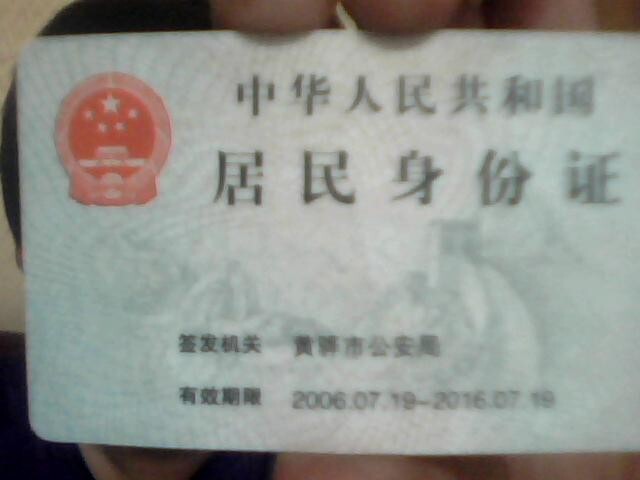 中华人民共和国
居民身份证
签发机关 黄骅市公安局
有效期限 2006.07.19-2016.07.19